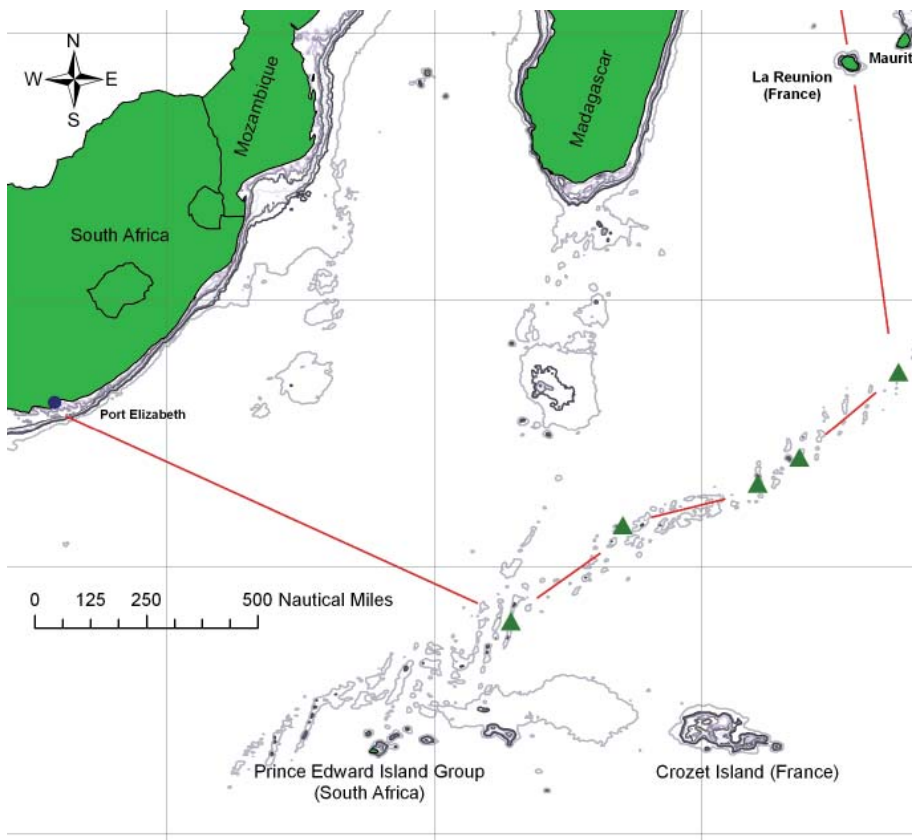 N
W E
S
Mozambique
Madagascar
Maurit
La Reunion
(France)
South Africa
Port Elizabeth
0 125 250 500 Nautical Miles
Prince Edward Island Group
(South Africa)
Crozet Island (France)